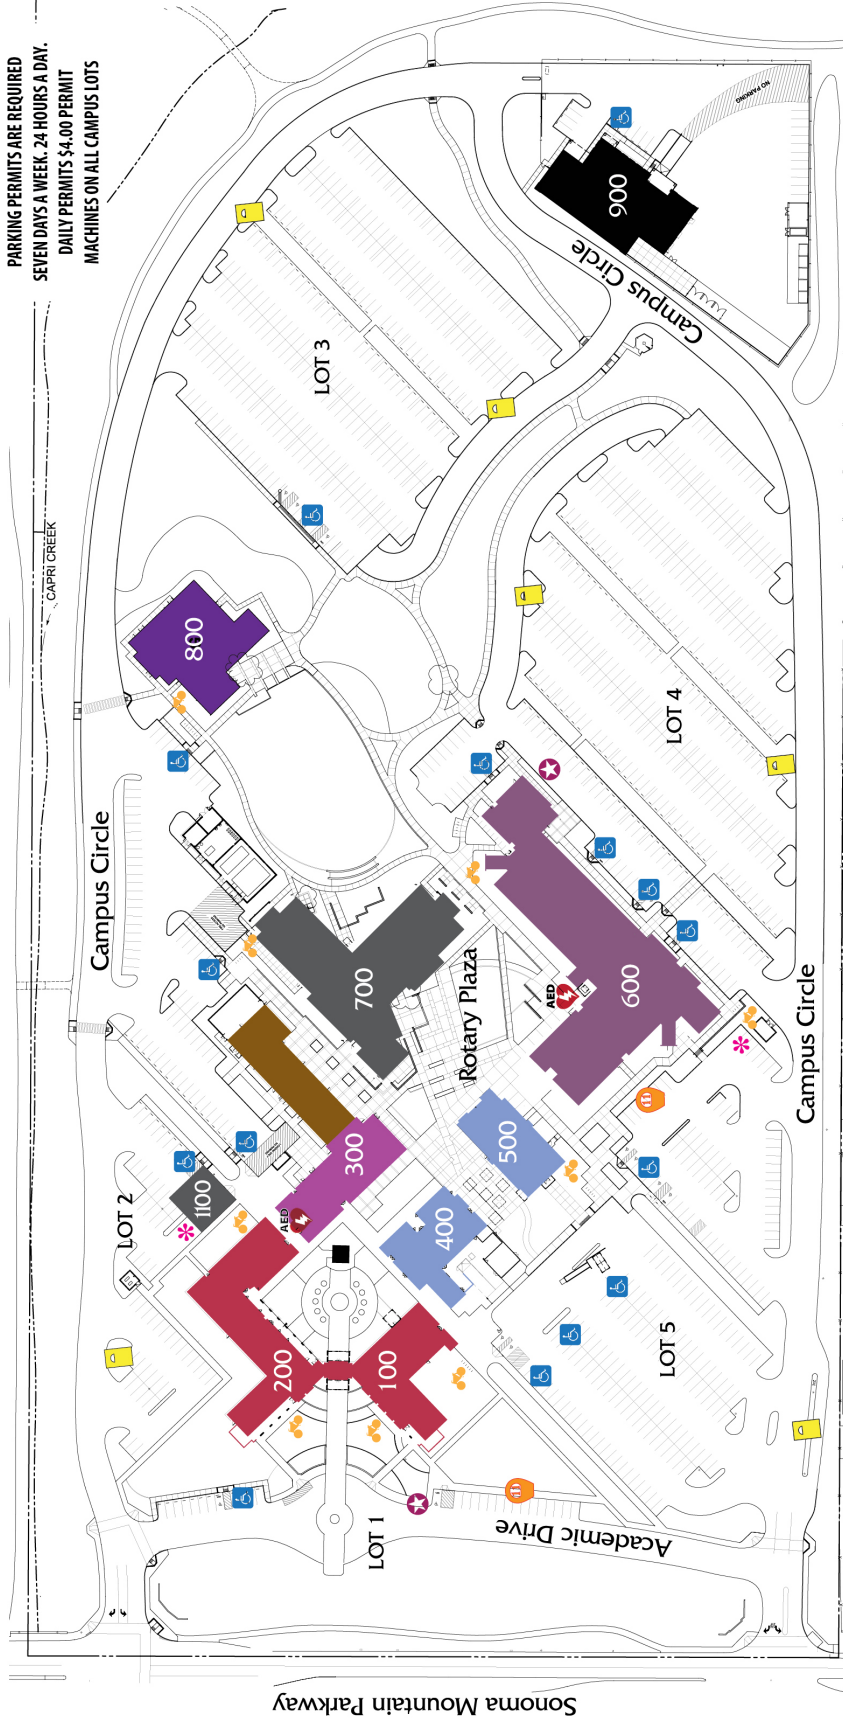 PARKING PERMITS ARE REQUIRED
SEVEN DAYS A WEEK. 24 HOURS A DAY.
DAILY PERMITS $4.00 PERMIT
MACHINES ON ALL CAMPUS LOTS
CAPRI CREEK
NO PARKING
900
Campus Circle
LOT 3
800
LOT 4
Campus Circle
700
Rotary Plaza
AED
600
Campus Circle
300
500
1100
LOT 2
AED
400
200
100
LOT 5
LOT 1
Academic Drive
Sonoma Mountain Parkway